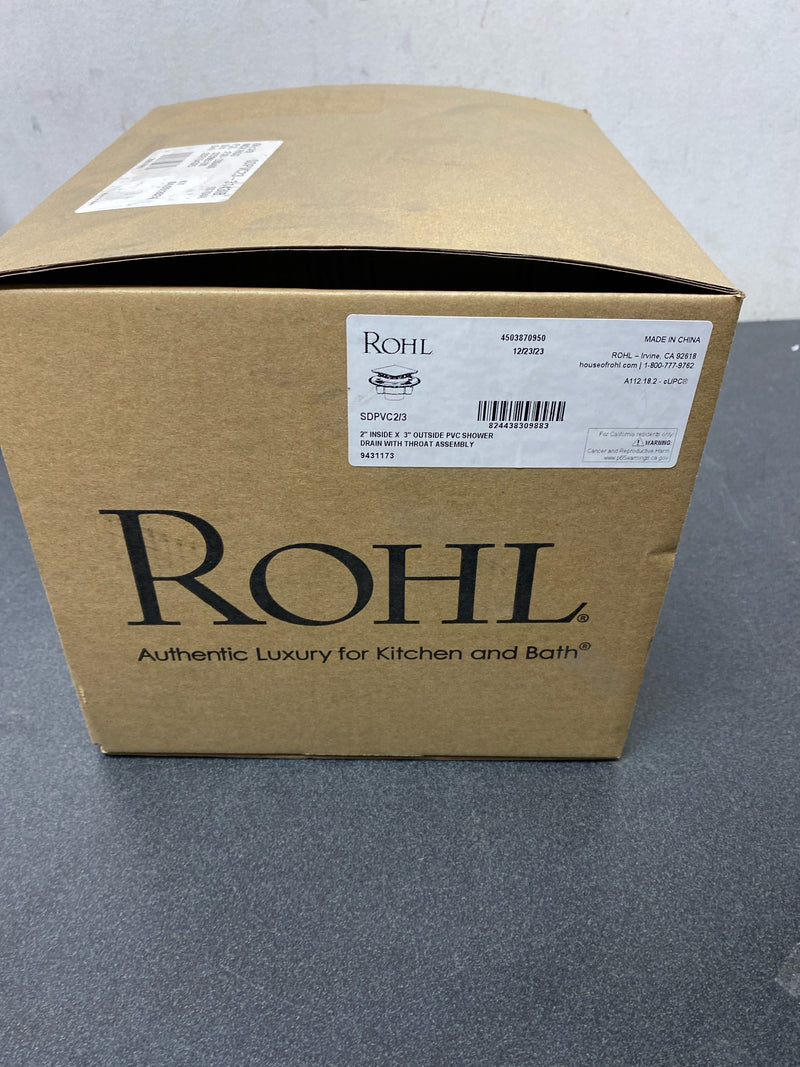 ROHL
4503870950
12/23/23
MADE IN CHINA
ROHL – Irvine, CA 92618
houseofrohl.com | 1-800-777-9762
A112.18.2 - cUPC®
SDPVC2/3
824438309883
2" INSIDE X 3" OUTSIDE PVC SHOWER
DRAIN WITH THROAT ASSEMBLY
9431173
For California residents only
WARNING:
Cancer and Reproductive Harm
www.p65warnings.ca.gov
ROHL®
Authentic Luxury for Kitchen and Bath®